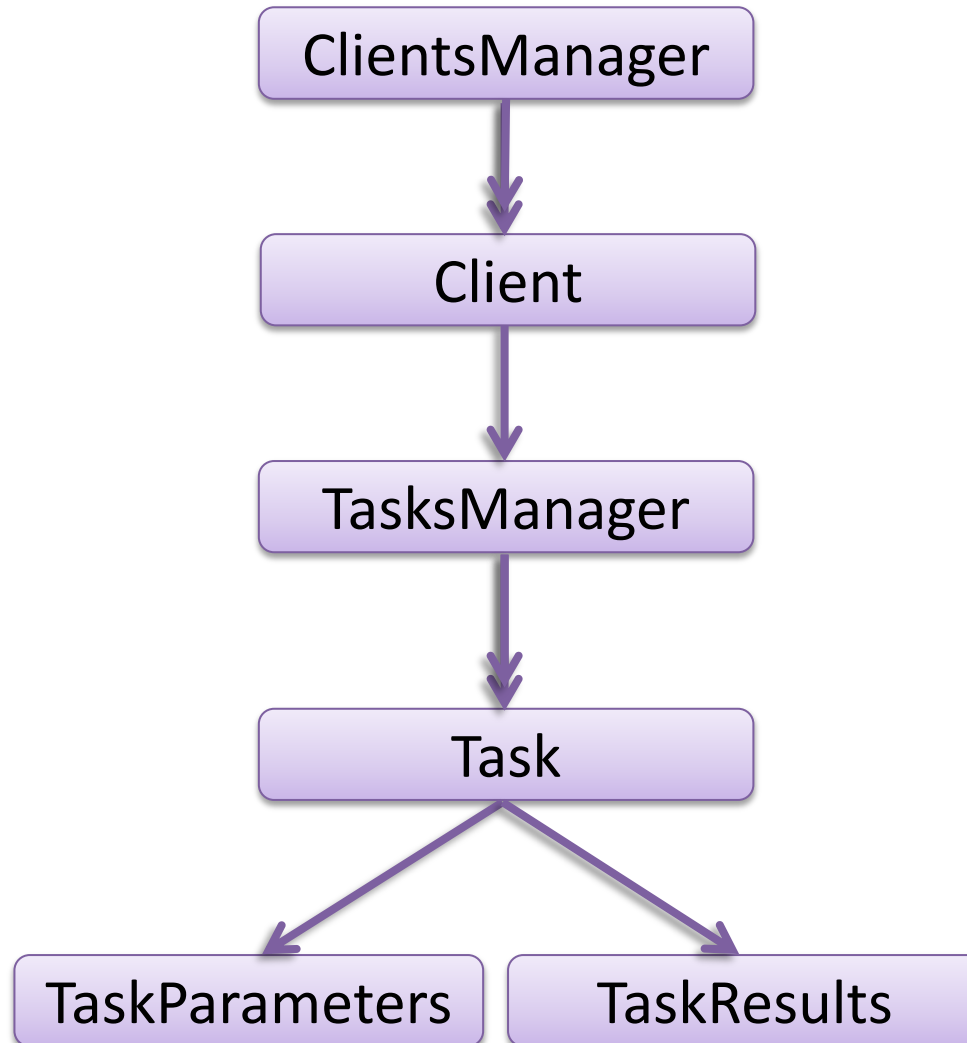 ClientsManager
Client
TasksManager
Task
TaskParameters
TaskResults